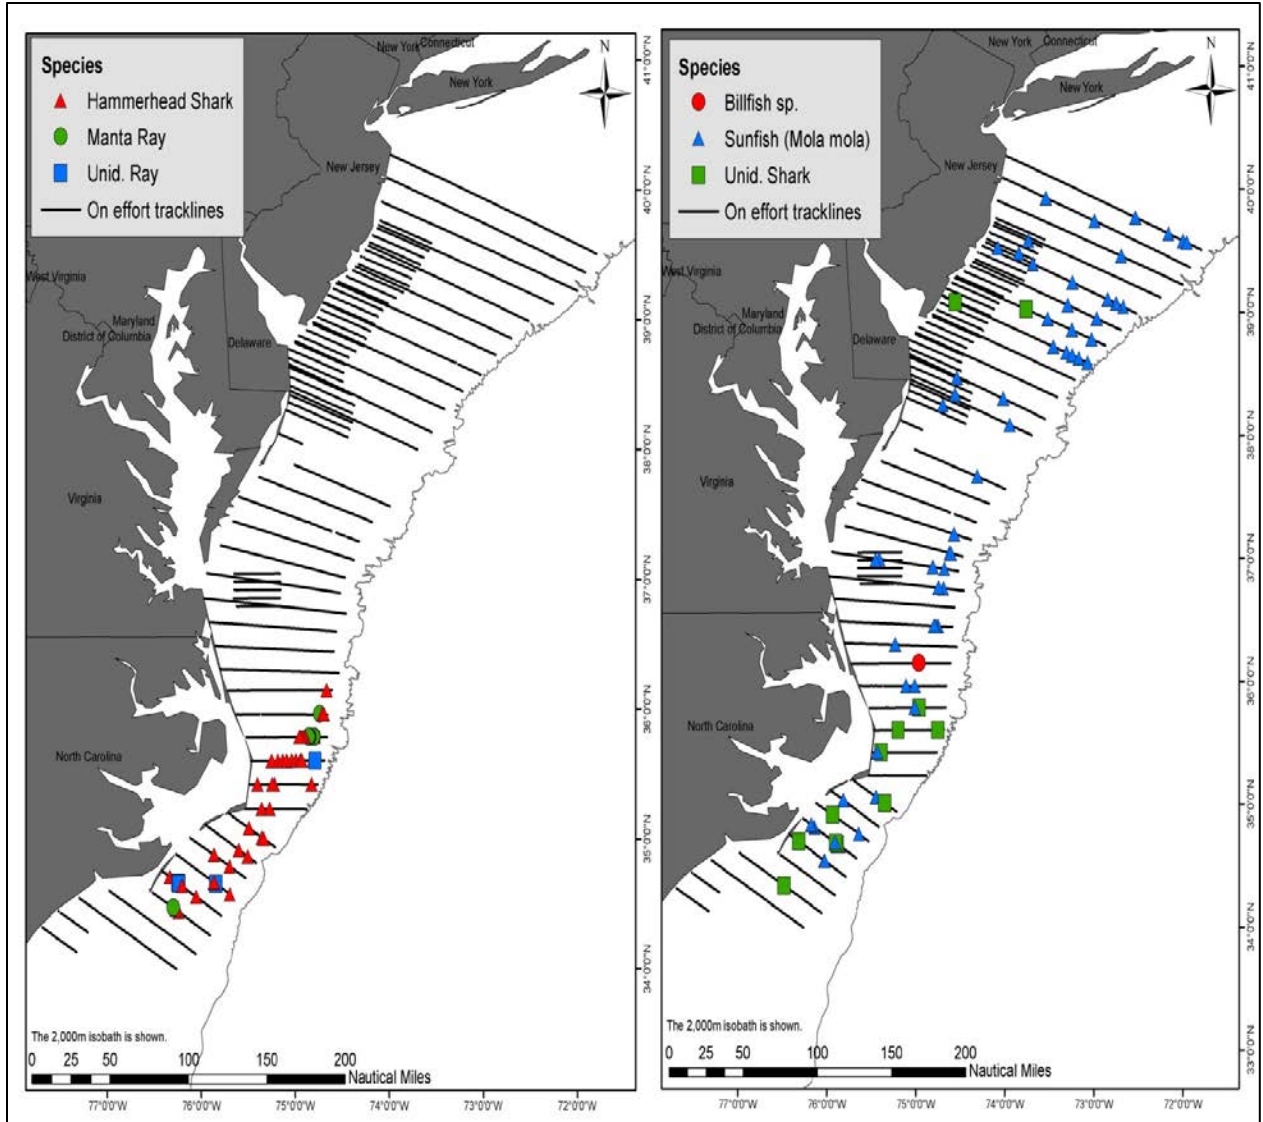 Species
Hammerhead Shark
Manta Ray
Unid. Ray
On effort tracklines
New York
Connecticut
New York
N
New Jersey
West Virginia
Maryland
District of Columbia
Delaware
Virginia
North Carolina
41°0'0"N
40°0'0"N
39°0'0"N
38°0'0"N
37°0'0"N
36°0'0"N
35°0'0"N
34°0'0"N
The 2,000m isobath is shown.
0 25 50 100 150 200
Nautical Miles
77°0'0"W 76°0'0"W 75°0'0"W 74°0'0"W 73°0'0"W 72°0'0"W
Species
Billfish sp.
Sunfish (Mola mola)
Unid. Shark
On effort tracklines
New York
Connecticut
New York
N
New Jersey
West Virginia
Maryland
District of Columbia
Delaware
Virginia
North Carolina
41°0'0"N
40°0'0"N
39°0'0"N
38°0'0"N
37°0'0"N
36°0'0"N
35°0'0"N
34°0'0"N
33°0'0"N
The 2,000m isobath is shown.
0 25 50 100 150 200
Nautical Miles
77°0'0"W 76°0'0"W 75°0'0"W 74°0'0"W 73°0'0"W 72°0'0"W